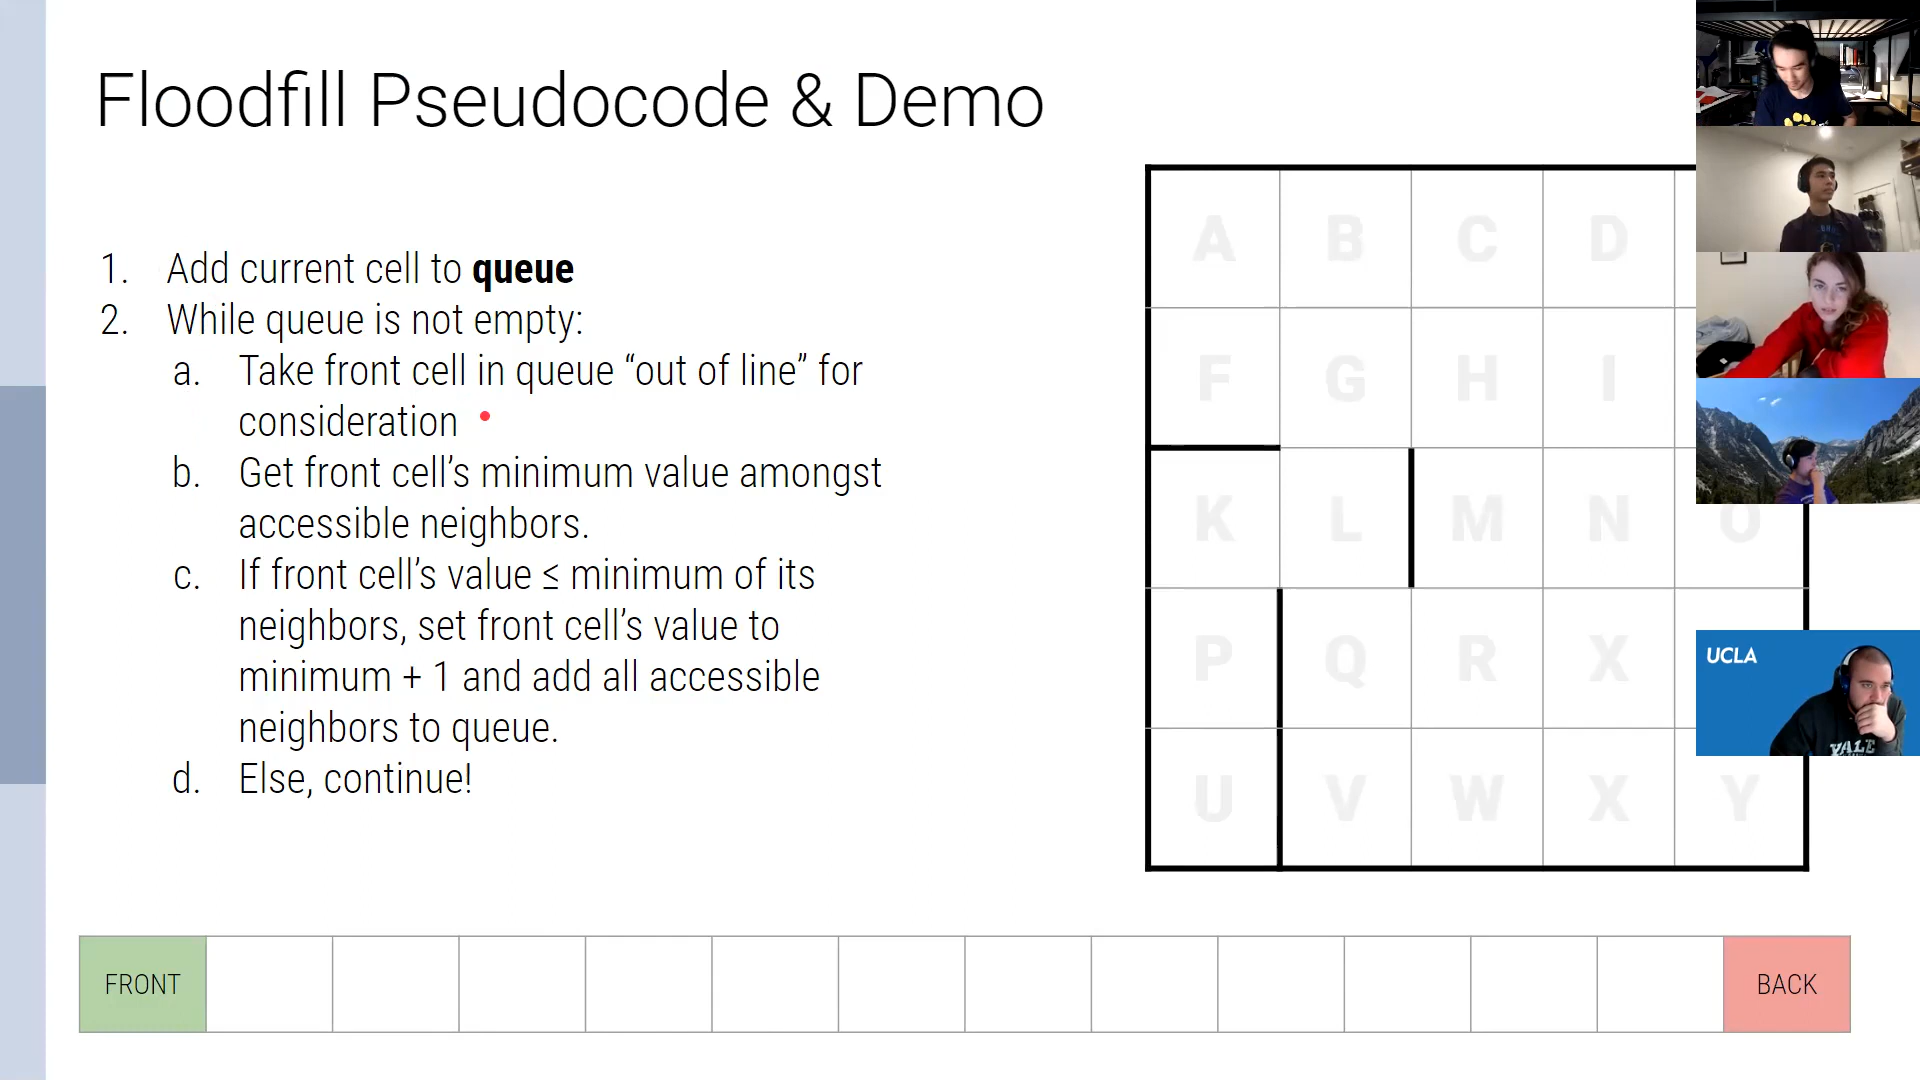 Floodfill Pseudocode & Demo
1. Add current cell to queue
2. While queue is not empty:
a. Take front cell in queue “out of line” for
consideration
b. Get front cell’s minimum value amongst
accessible neighbors.
c. If front cell’s value ≤ minimum of its
neighbors, set front cell’s value to
minimum + 1 and add all accessible
neighbors to queue.
d. Else, continue!
A B C D
F G H I
K L M N O
P Q R X
U V W X Y
UCLA
YALE
FRONT
BACK